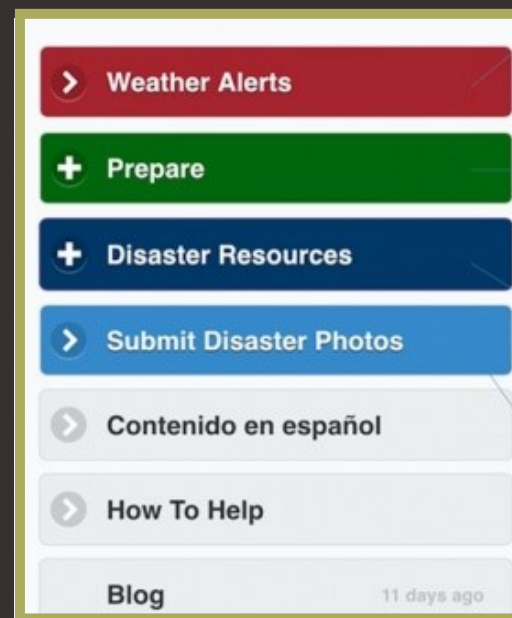 Weather Alerts
Prepare
Disaster Resources
Submit Disaster Photos
Contenido en español
How To Help
Blog 11 days ago